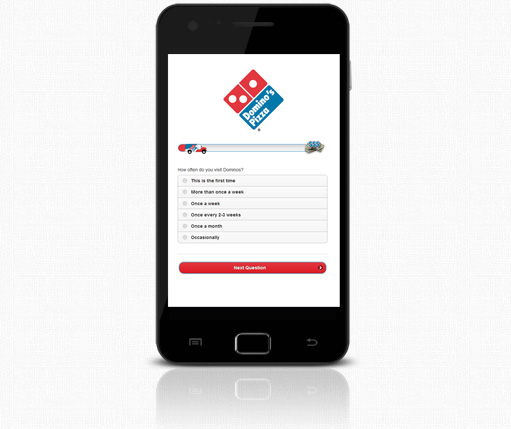 Domino's
Pizza
How often do you visit Dominos?
This is the first time
More than once a week
Once a week
Once every 2-3 weeks
Once a month
Occasionally
Next Question